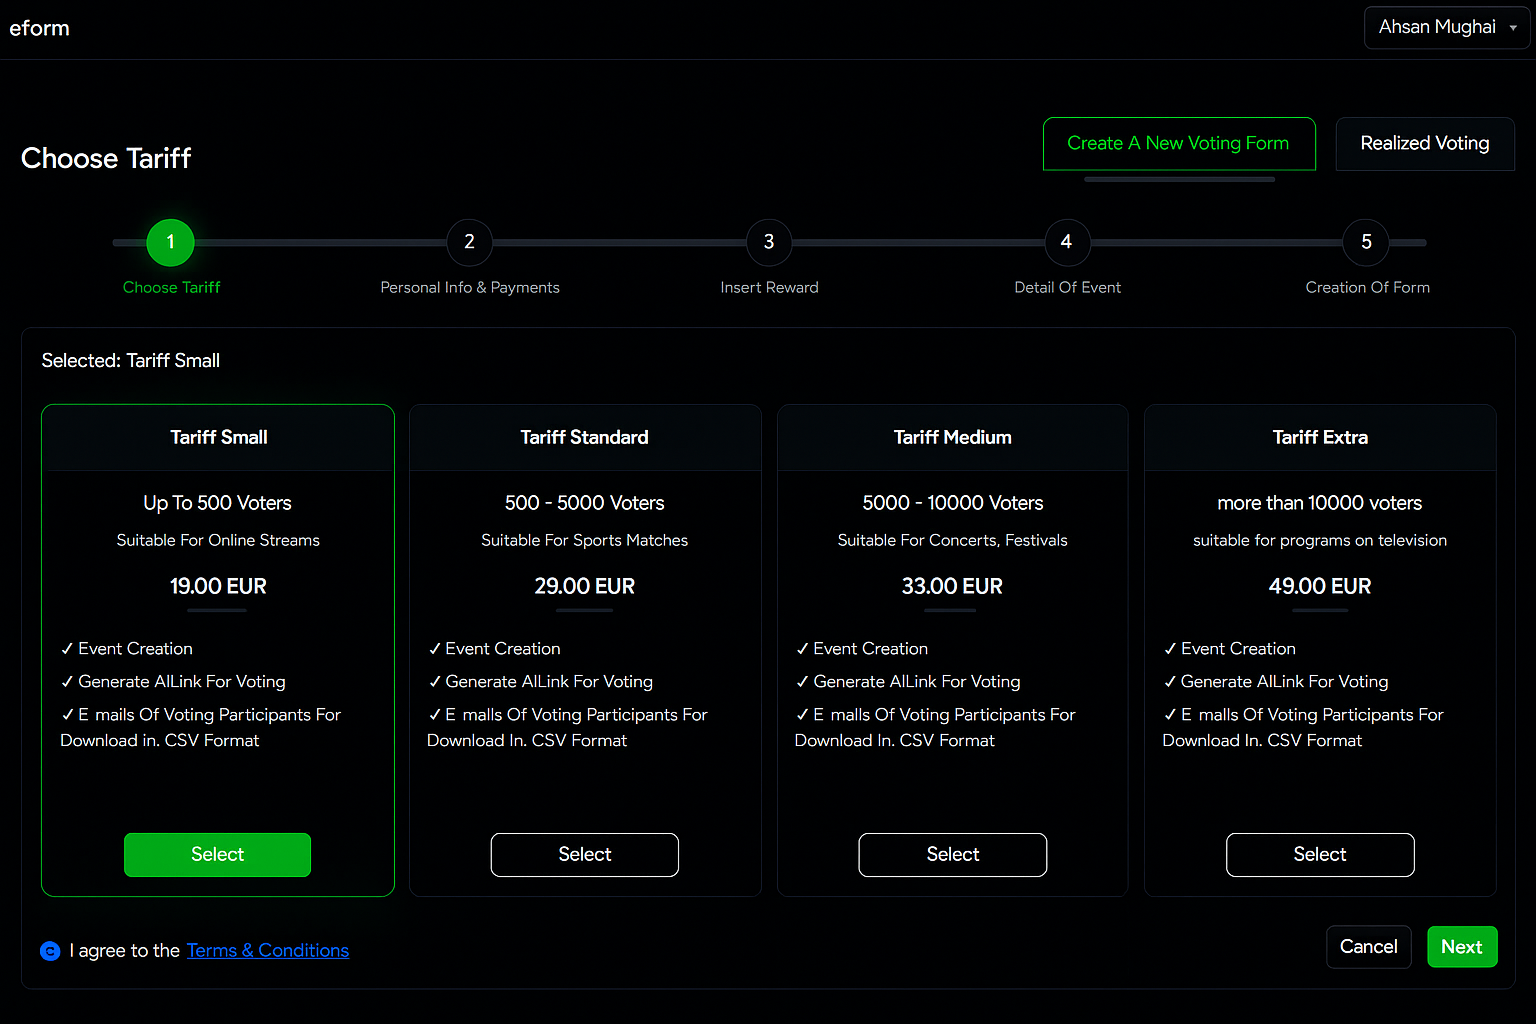 eform
Ahsan Mughai
Choose Tariff
Create A New Voting Form
Realized Voting
1
2
3
4
5
Choose Tariff
Personal Info & Payments
Insert Reward
Detail Of Event
Creation Of Form
Selected: Tariff Small
Tariff Small
Up To 500 Voters
Suitable For Online Streams
19.00 EUR
✓ Event Creation
✓ Generate AlLink For Voting
✓ E mails Of Voting Participants For
Download in. CSV Format
Select
Tariff Standard
500 - 5000 Voters
Suitable For Sports Matches
29.00 EUR
✓ Event Creation
✓ Generate AlLink For Voting
✓ E malls Of Voting Participants For
Download In. CSV Format
Select
Tariff Medium
5000 - 10000 Voters
Suitable For Concerts, Festivals
33.00 EUR
✓ Event Creation
✓ Generate AlLink For Voting
✓ E malls Of Voting Participants For
Download In. CSV Format
Select
Tariff Extra
more than 10000 voters
suitable for programs on television
49.00 EUR
✓ Event Creation
✓ Generate AlLink For Voting
✓ E malls Of Voting Participants For
Download In. CSV Format
Select
I agree to the Terms & Conditions
Cancel
Next